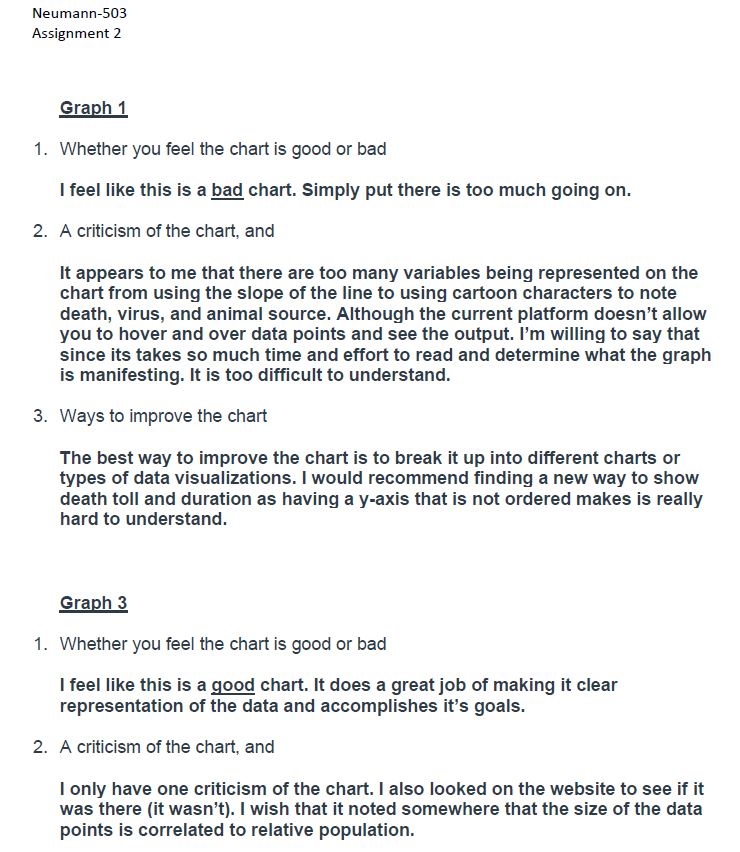 Neumann-503
Assignment 2
Graph 1
1. Whether you feel the chart is good or bad
I feel like this is a bad chart. Simply put there is too much going on.
2. A criticism of the chart, and
It appears to me that there are too many variables being represented on the
chart from using the slope of the line to using cartoon characters to note
death, virus, and animal source. Although the current platform doesn’t allow
you to hover and over data points and see the output. I’m willing to say that
since its takes so much time and effort to read and determine what the graph
is manifesting. It is too difficult to understand.
3. Ways to improve the chart
The best way to improve the chart is to break it up into different charts or
types of data visualizations. I would recommend finding a new way to show
death toll and duration as having a y-axis that is not ordered makes is really
hard to understand.
Graph 3
1. Whether you feel the chart is good or bad
I feel like this is a good chart. It does a great job of making it clear
representation of the data and accomplishes it’s goals.
2. A criticism of the chart, and
I only have one criticism of the chart. I also looked on the website to see if it
was there (it wasn’t). I wish that it noted somewhere that the size of the data
points is correlated to relative population.